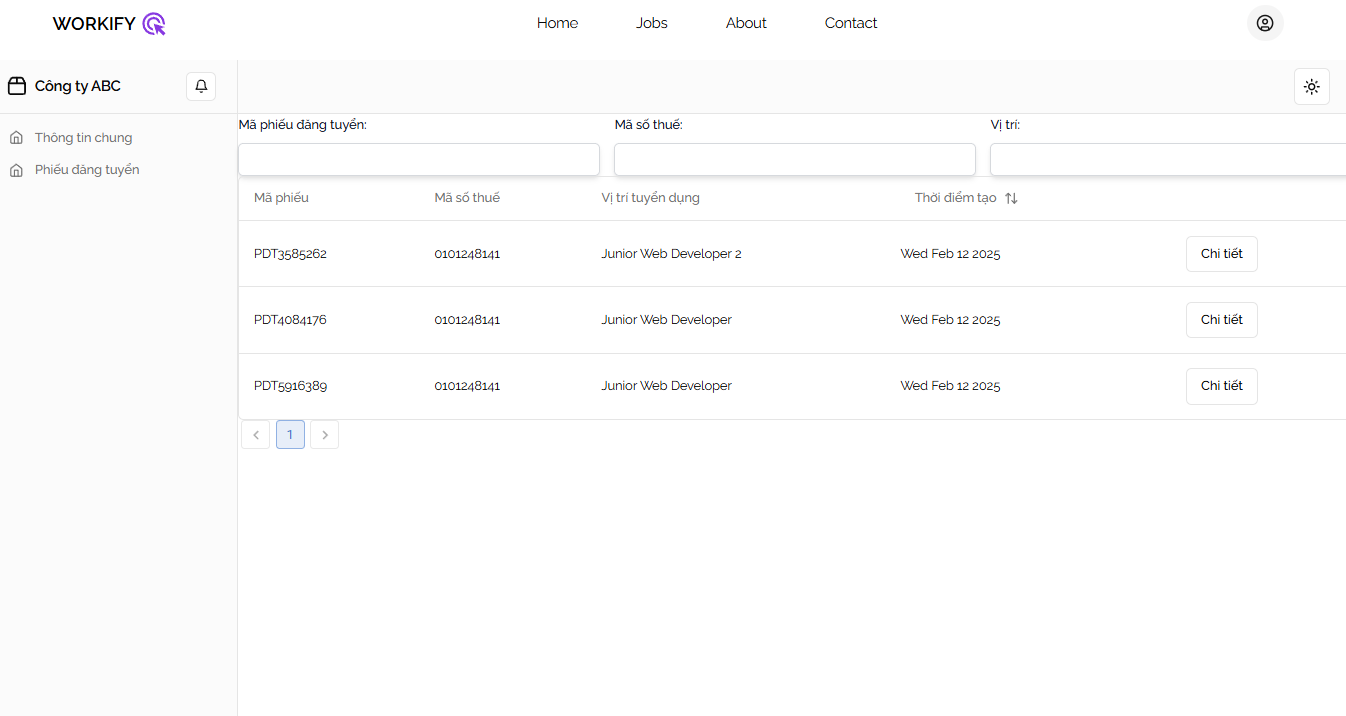 WORKIFY
Home Jobs About Contact
Công ty ABC
Thông tin chung
Phiếu đăng tuyển
Mã phiếu đăng tuyển: Mã số thuế: Vị trí:
Mã phiếu Mã số thuế Vị trí tuyển dụng Thời điểm tạo
PDT3585262 0101248141 Junior Web Developer 2 Wed Feb 12 2025 Chi tiết
PDT4084176 0101248141 Junior Web Developer Wed Feb 12 2025 Chi tiết
PDT5916389 0101248141 Junior Web Developer Wed Feb 12 2025 Chi tiết
1